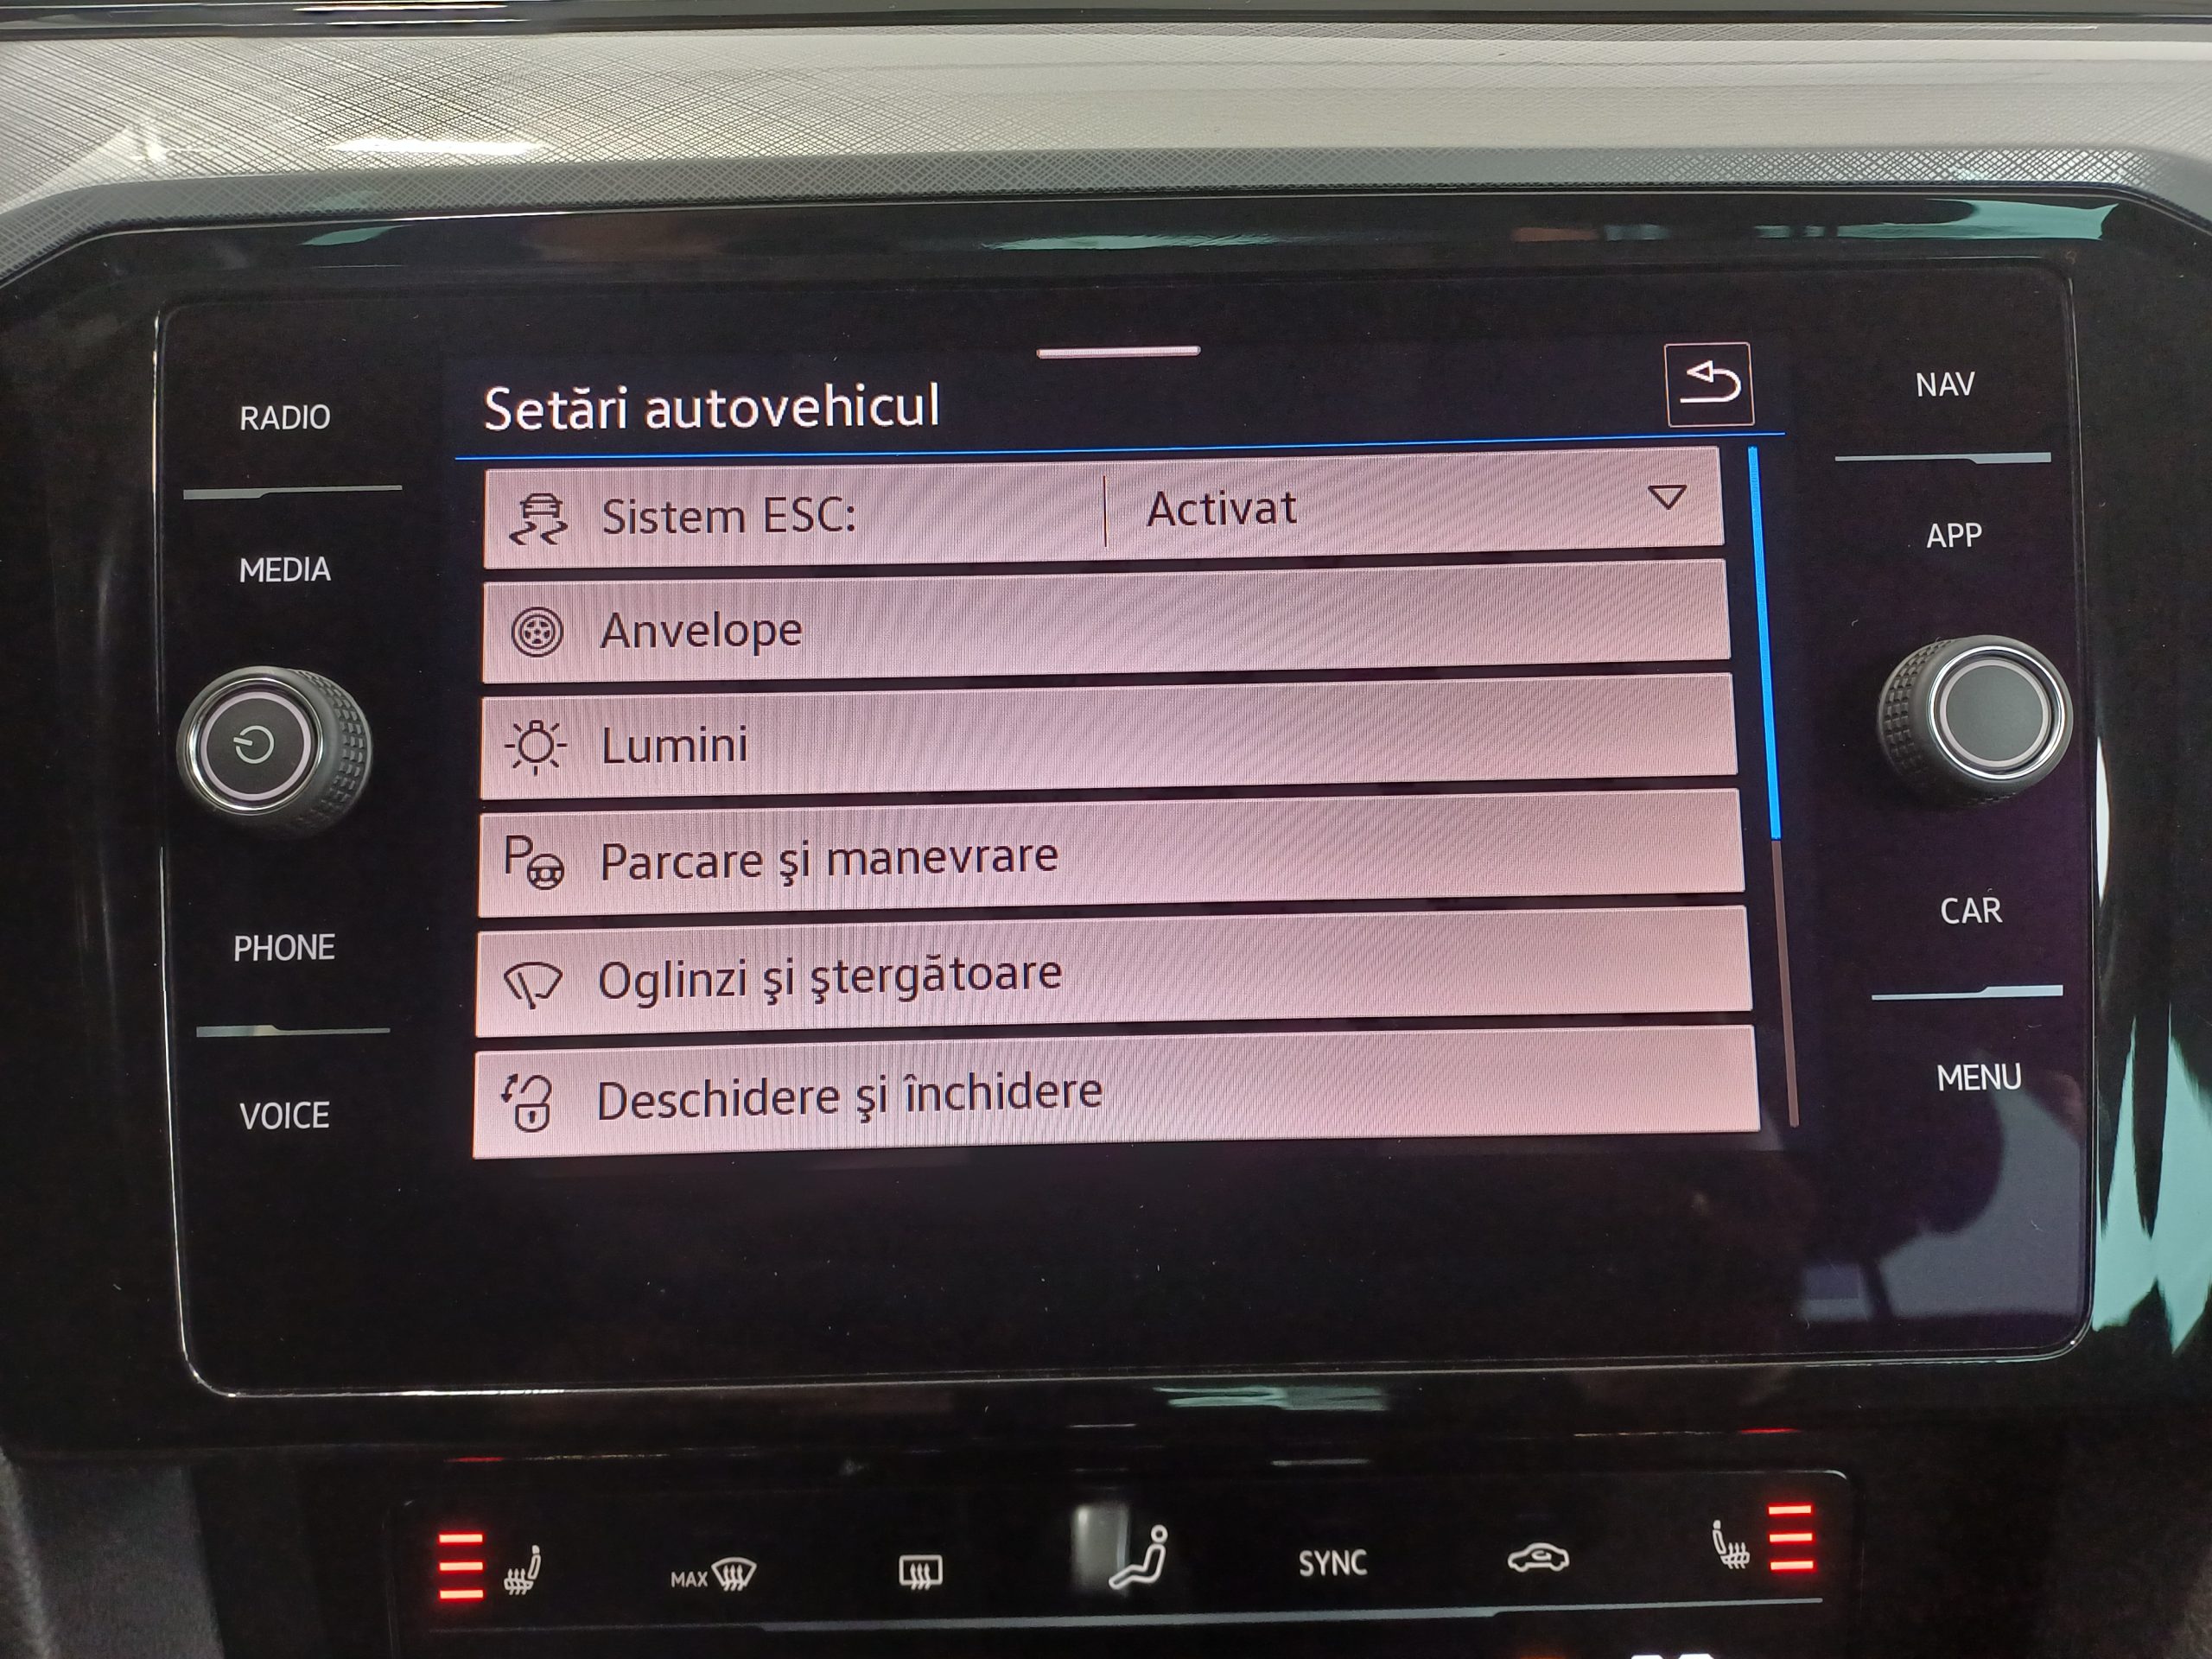 RADIO
MEDIA
PHONE
VOICE
Setări autovehicul
Sistem ESC: Activat
Anvelope
Lumini
Parcare şi manevrare
Oglinzi şi ştergătoare
Deschidere şi închidere
NAV
APP
CAR
MENU
MAX
SYNC